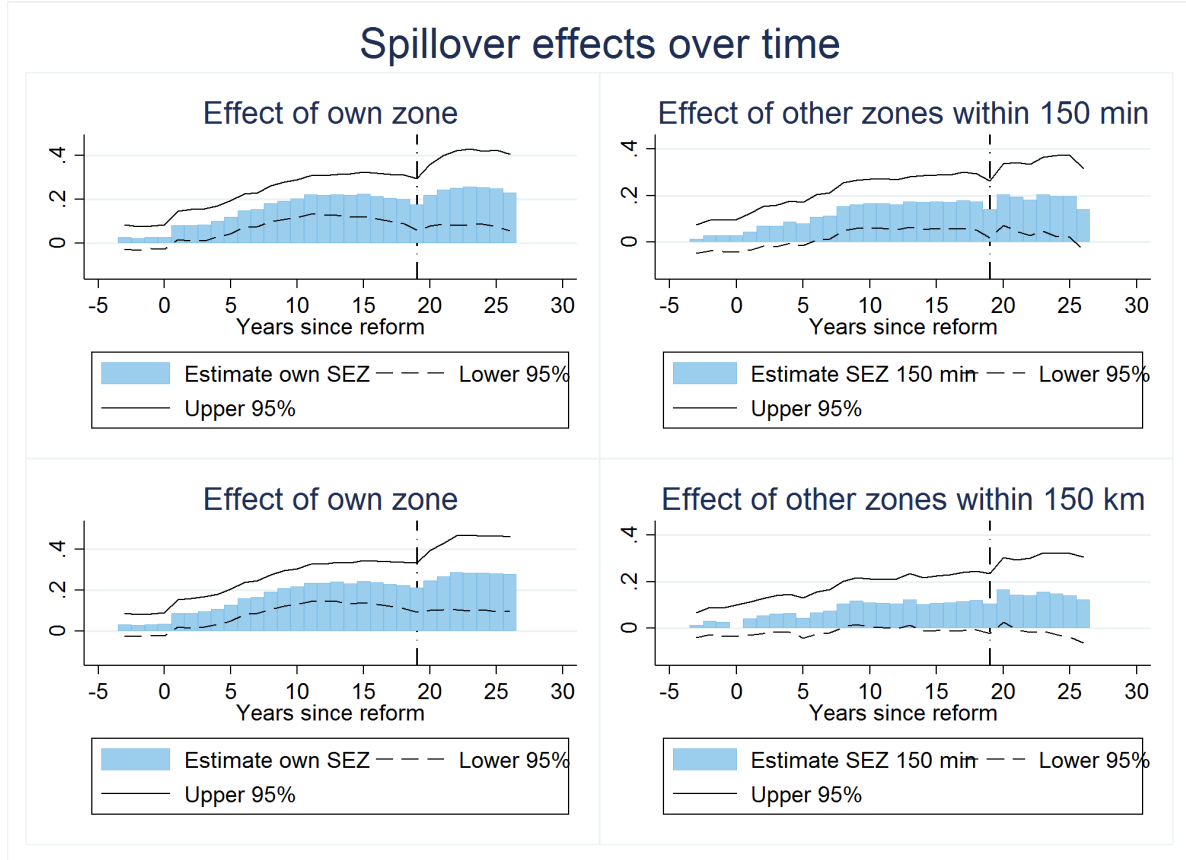 Spillover effects over time
Effect of own zone
.4
.2
0
-5 0 5 10 15 20 25 30
Years since reform
Estimate own SEZ Lower 95%
Upper 95%
Effect of other zones within 150 min
.4
.2
0
-5 0 5 10 15 20 25 30
Years since reform
Estimate SEZ 150 min Lower 95%
Upper 95%
Effect of own zone
.4
.2
0
-5 0 5 10 15 20 25 30
Years since reform
Estimate own SEZ Lower 95%
Upper 95%
Effect of other zones within 150 km
.4
.2
0
-5 0 5 10 15 20 25 30
Years since reform
Estimate SEZ 150 min Lower 95%
Upper 95%